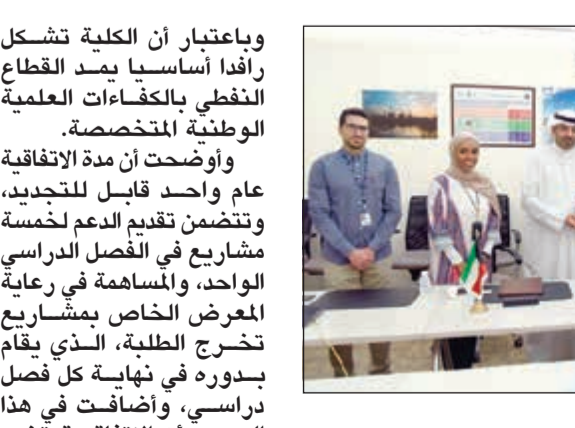 وباعتبار أن الكلية تشكل
رافدا أساسيا يمد القطاع
النفطي بالكفاءات العلمية
الوطنية المتخصصة.
وأوضحت أن مدة الاتفاقية
عام واحد قابل للتجديد،
وتتضمن تقديم الدعم لخمسة
مشاريع في الفصل الدراسي
الواحد، والمساهمة في رعاية
المعرض الخاص بمشاريع
تخرج الطلبة، الذي يقام
بدوره في نهاية كل فصل
دراسي، وأضافت في هذا